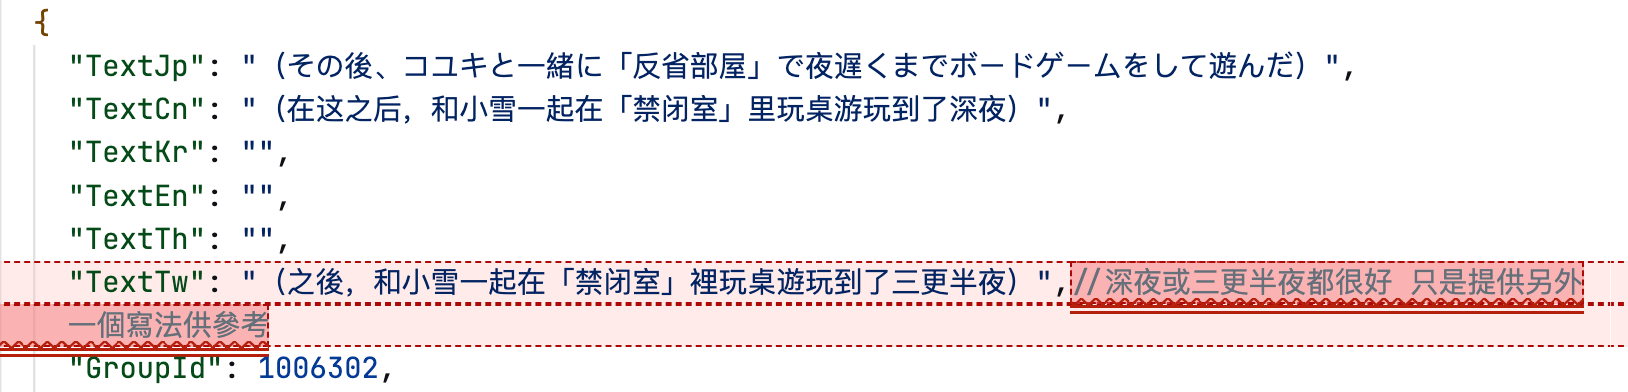 {
"TextJp": "（その後、コユキと一緒に「反省部屋」で夜遅くまでボードゲームをして遊んだ）",
"TextCn": "（在这之后，和小雪一起在「禁闭室」里玩桌游玩到了深夜）",
"TextKr": "",
"TextEn": "",
"TextTh": "",
"TextTw": "（之後，和小雪一起在「禁閉室」裡玩桌遊玩到了三更半夜）",//深夜或三更半夜都很好 只是提供另外
一個寫法供參考
"GroupId": 1006302,